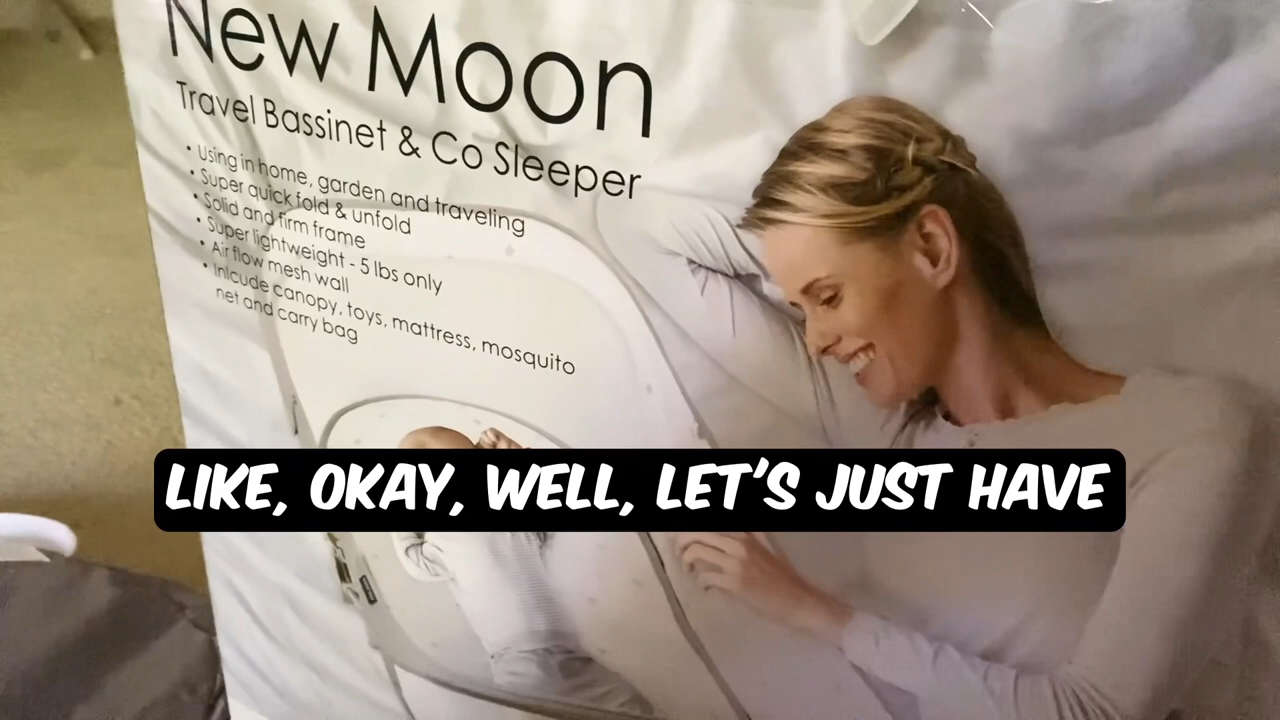 New Moon
Travel Bassinet & Co Sleeper
• Using in home, garden and traveling
• Super quick fold & unfold
• Solid and firm frame
• Super lightweight - 5 lbs only
• Air flow mesh wall
• Inlcude canopy, toys, mattress, mosquito
net and carry bag
LIKE, OKAY, WELL, LET'S JUST HAVE